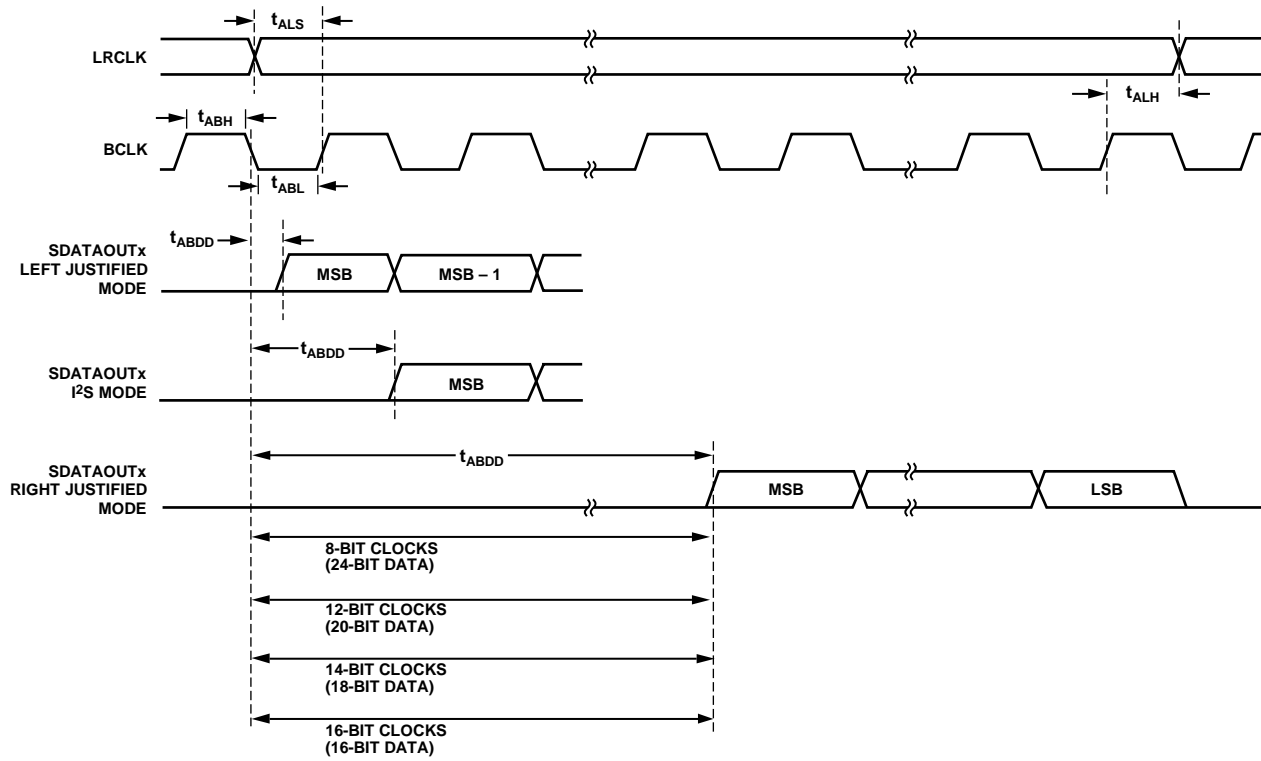 tALS
LRCLK
tALH
tABH
BCLK
tABL
tABDD
SDATAOUTx
LEFT JUSTIFIED
MODE
MSB
MSB – 1
tABDD
SDATAOUTx
I²S MODE
MSB
tABDD
SDATAOUTx
RIGHT JUSTIFIED
MODE
MSB
LSB
8-BIT CLOCKS
(24-BIT DATA)
12-BIT CLOCKS
(20-BIT DATA)
14-BIT CLOCKS
(18-BIT DATA)
16-BIT CLOCKS
(16-BIT DATA)